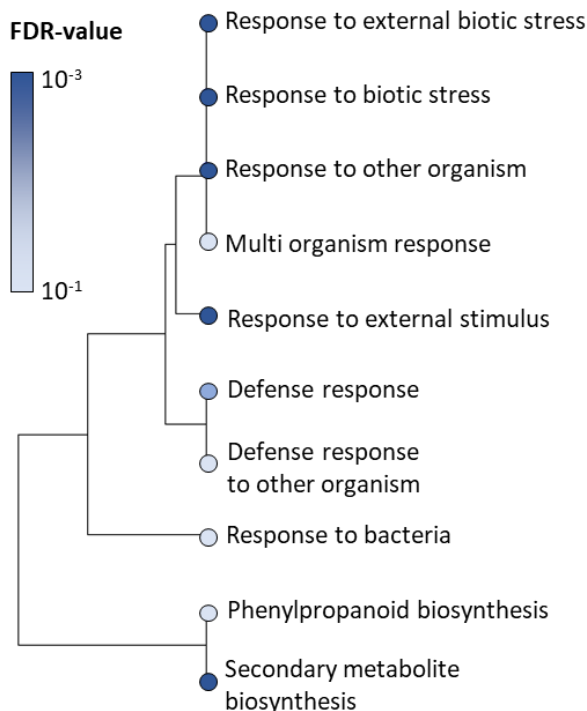 FDR-value
10⁻³
10⁻¹
Response to external biotic stress
Response to biotic stress
Response to other organism
Multi organism response
Response to external stimulus
Defense response
Defense response
to other organism
Response to bacteria
Phenylpropanoid biosynthesis
Secondary metabolite
biosynthesis